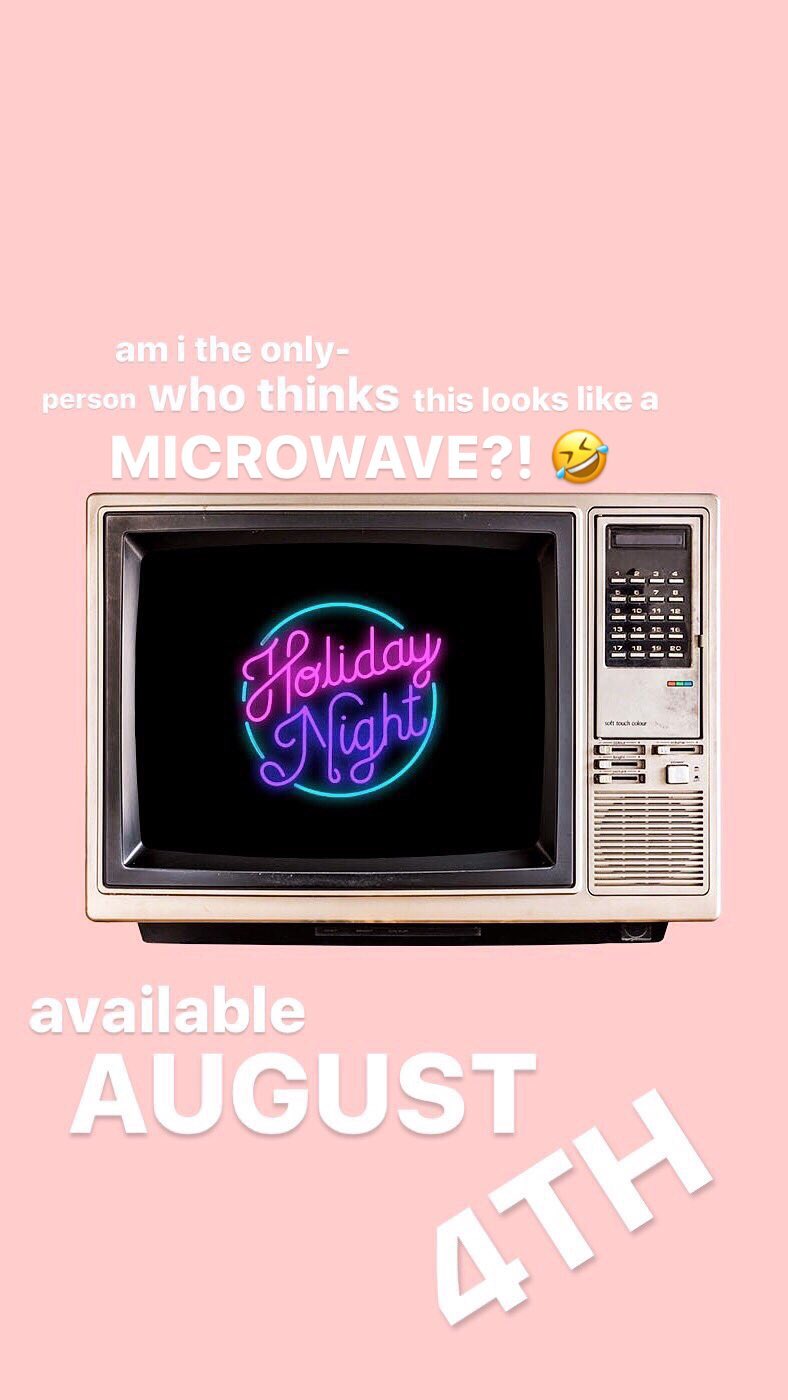 am i the only-
person who thinks this looks like a
MICROWAVE?! 🤣
1 2 3 4
5 6 7 8
9 10 11 12
13 14 15 16
17 18 19 20
Holiday
Night
soft touch colour
available
AUGUST
4TH